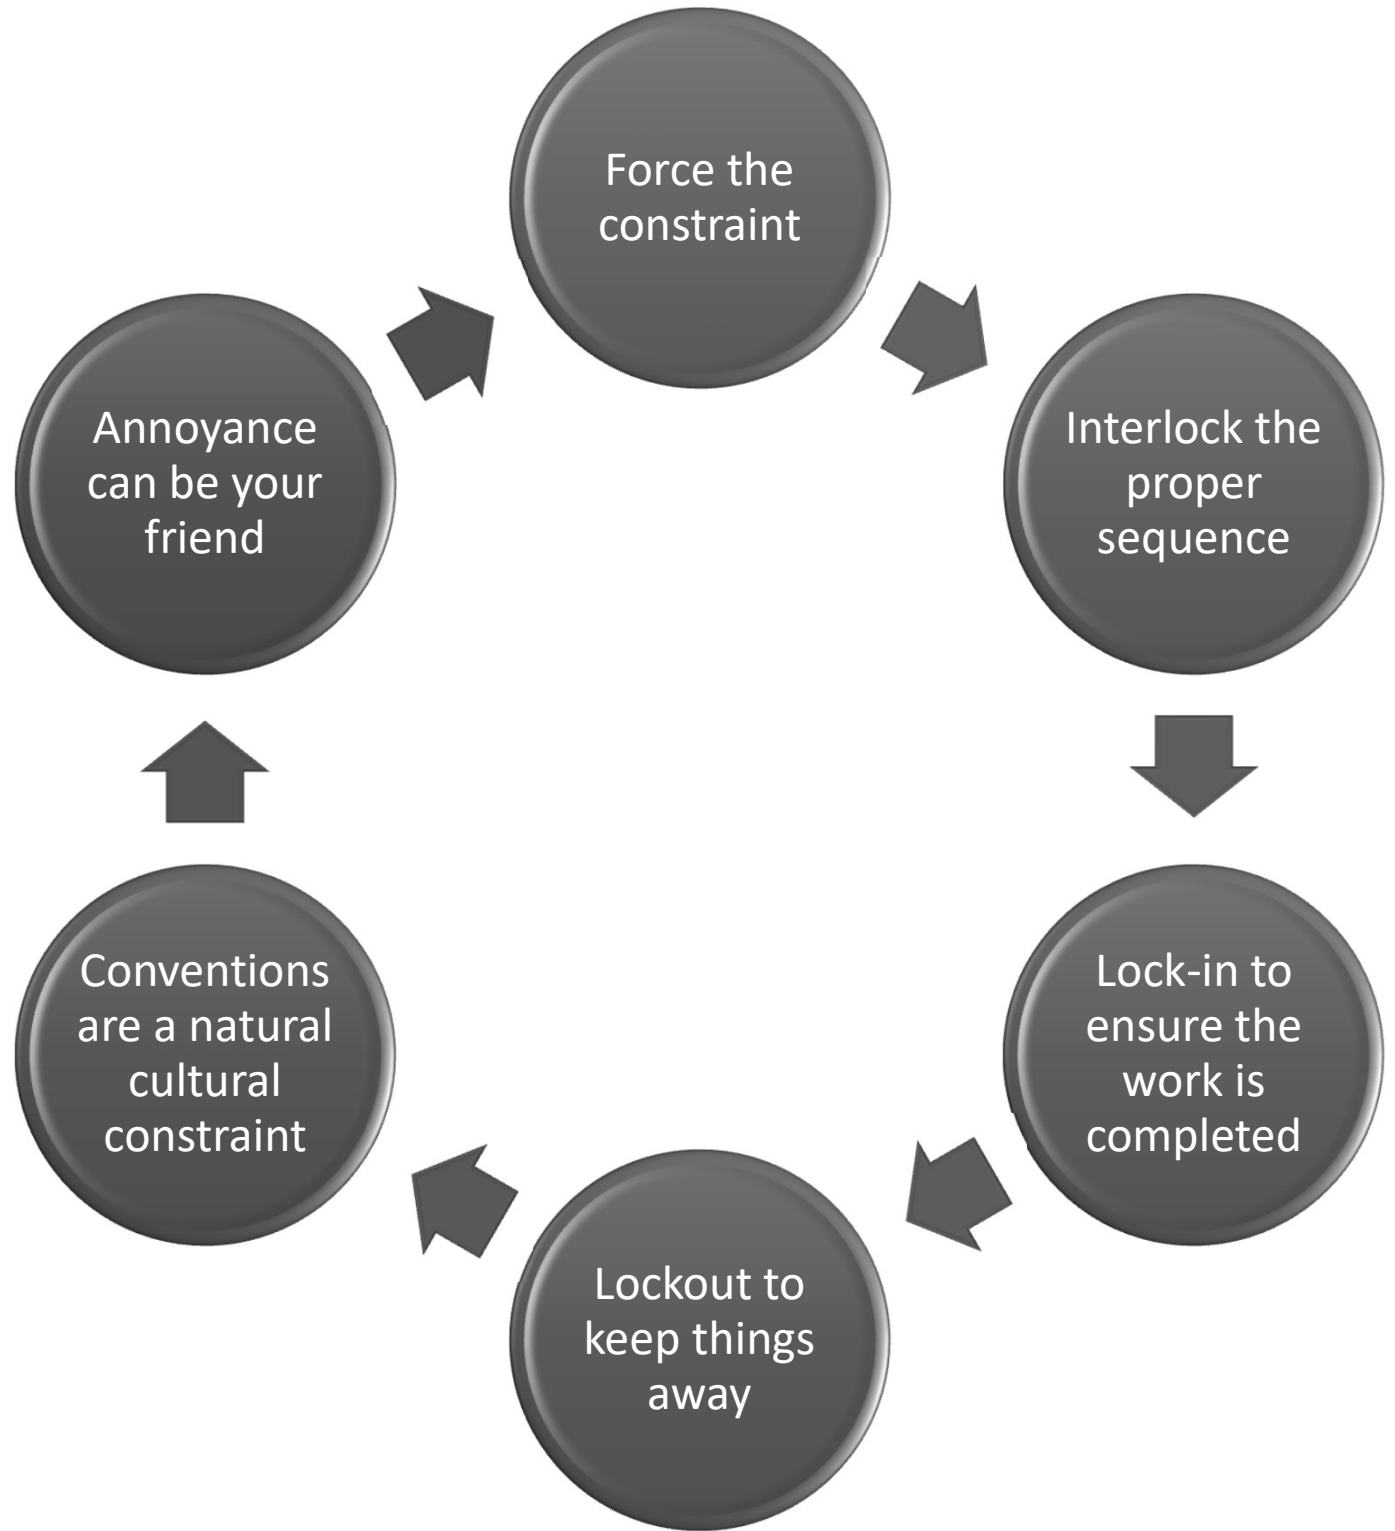 Force the
constraint
Interlock the
proper
sequence
Lock-in to
ensure the
work is
completed
Lockout to
keep things
away
Conventions
are a natural
cultural
constraint
Annoyance
can be your
friend